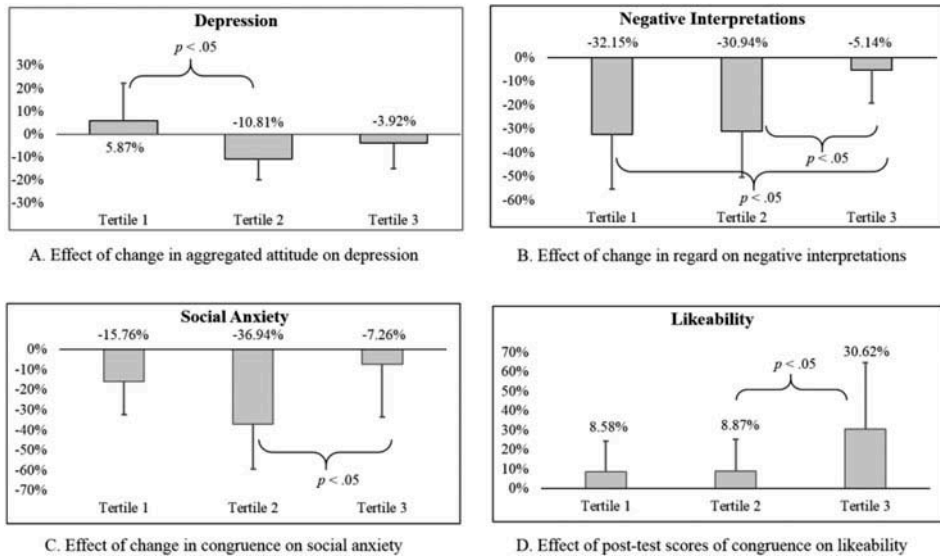 Depression
p < .05
30%
20%
10%
0%
-10%
-20%
-30%
5.87%
-10.81%
-3.92%
Tertile 1 Tertile 2 Tertile 3
A. Effect of change in aggregated attitude on depression
Negative Interpretations
-32.15% -30.94% -5.14%
0%
-10%
-20%
-30%
-40%
-50%
-60%
p < .05
p < .05
Tertile 1 Tertile 2 Tertile 3
B. Effect of change in regard on negative interpretations
Social Anxiety
-15.76% -36.94% -7.26%
0%
-10%
-20%
-30%
-40%
-50%
-60%
-70%
p < .05
Tertile 1 Tertile 2 Tertile 3
C. Effect of change in congruence on social anxiety
Likeability
70%
60%
50%
40%
30%
20%
10%
0%
p < .05
8.58%
8.87%
30.62%
Tertile 1 Tertile 2 Tertile 3
D. Effect of post-test scores of congruence on likeability